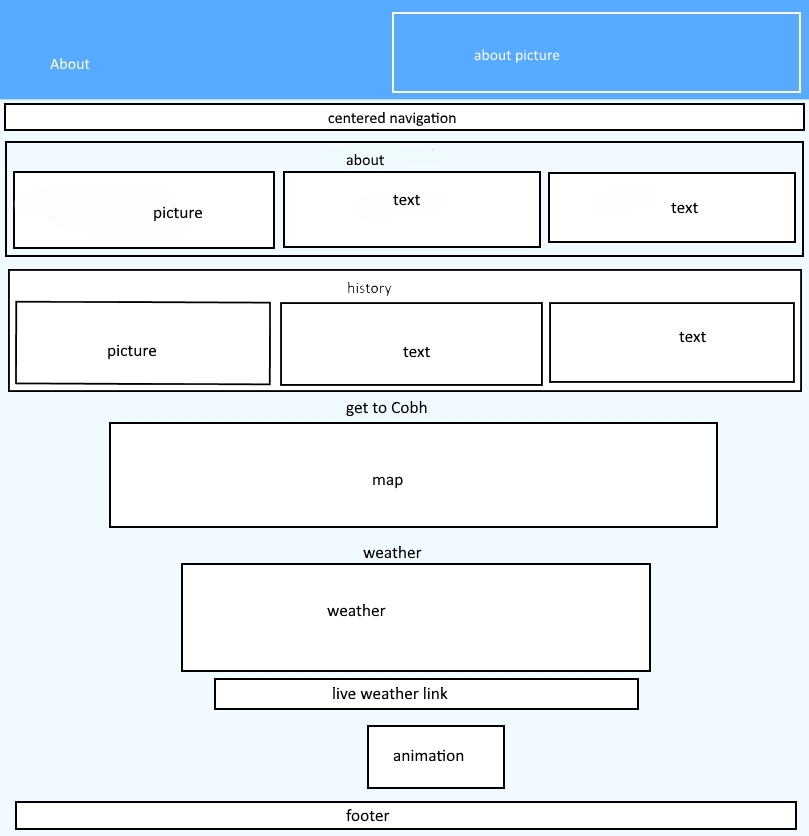 About
about picture
centered navigation
about
picture
text
text
history
picture
text
text
get to Cobh
map
weather
weather
live weather link
animation
footer